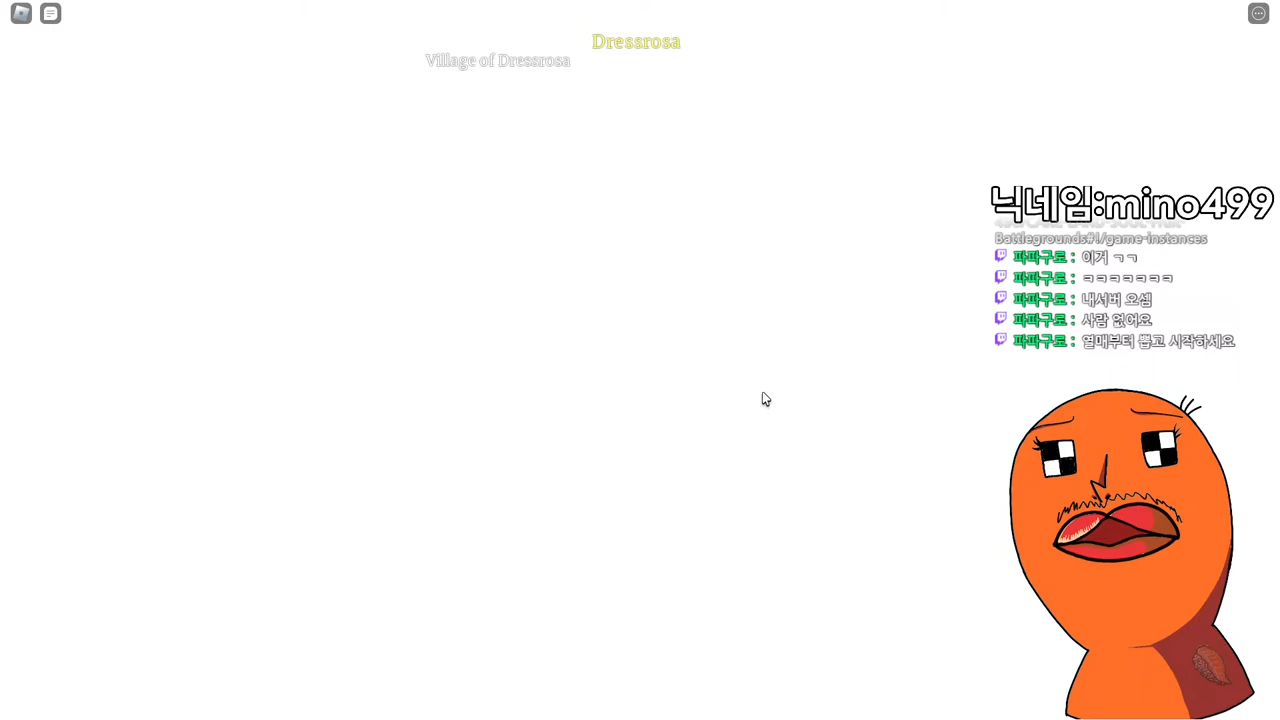 Dressrosa
Village of Dressrosa
닉네임:mino499
Battlegrounds#!/game-instances
파파구로 : 이거 ㄱㄱ
파파구로 : ㅋㅋㅋㅋㅋㅋㅋ
파파구로 : 내서버 오셈
파파구로 : 사람 없어요
파파구로 : 열매부터 뽑고 시작하세요